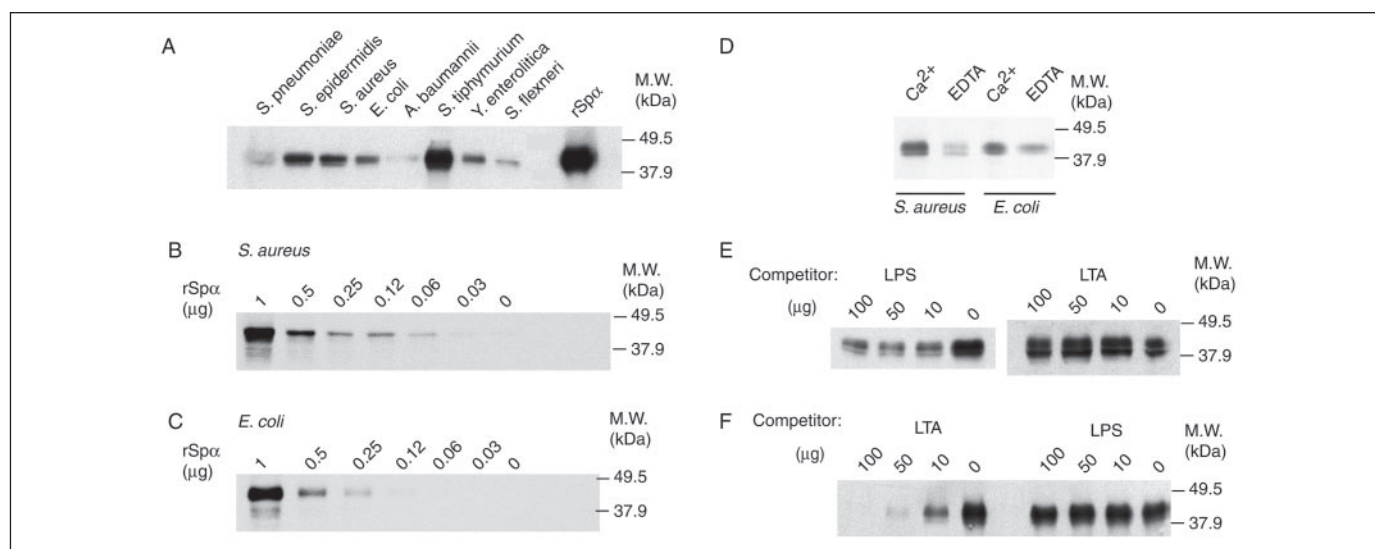 A
S. pneumoniae
S. epidermidis
S. aureus
E. coli
A. baumannii
S. tiphymurium
Y. enterolitica
S. flexneri
rSpα
M.W.
(kDa)
49.5
37.9
B
S. aureus
rSpα
(μg)
1 0.5 0.25 0.12 0.06 0.03 0
M.W.
(kDa)
49.5
37.9
C
E. coli
rSpα
(μg)
1 0.5 0.25 0.12 0.06 0.03 0
M.W.
(kDa)
49.5
37.9
D
Ca2+ EDTA Ca2+ EDTA
M.W.
(kDa)
49.5
37.9
S. aureus E. coli
E
Competitor: LPS LTA
(μg)
100 50 10 0 100 50 10 0
M.W.
(kDa)
49.5
37.9
F
Competitor: LTA LPS
(μg)
100 50 10 0 100 50 10 0
M.W.
(kDa)
49.5
37.9